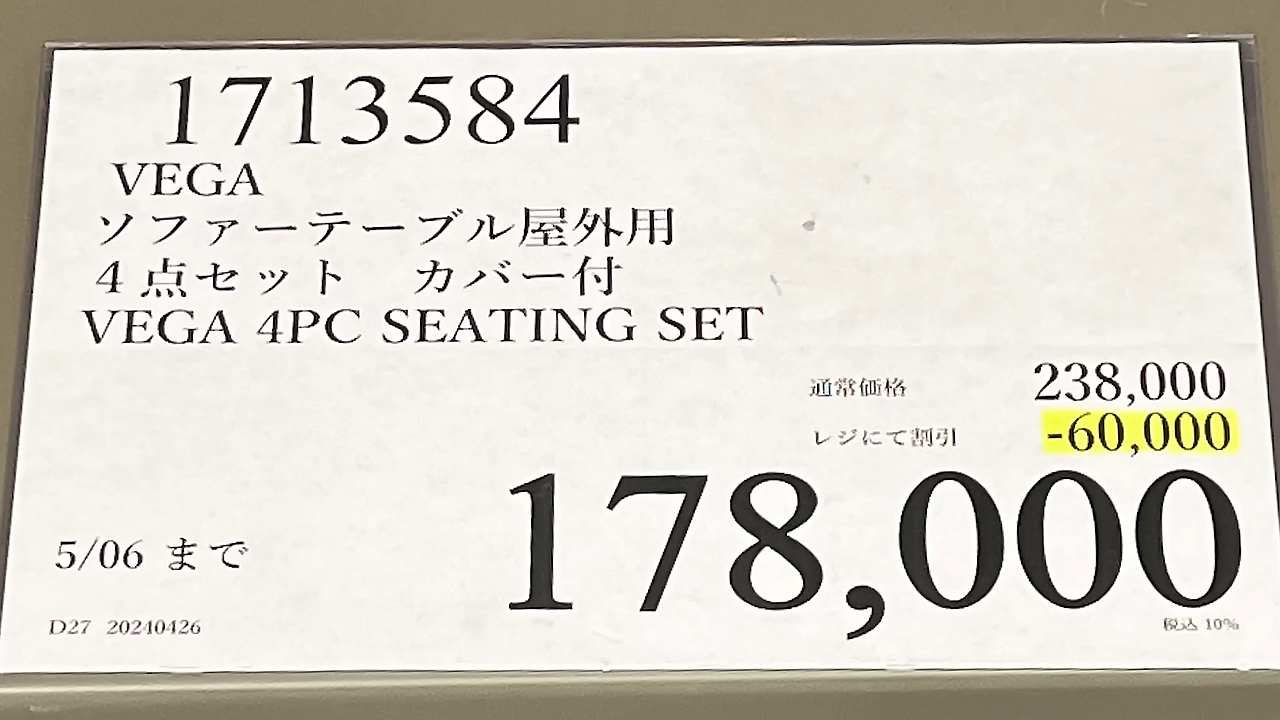 1713584
VEGA
ソファーテーブル屋外用
4点セット　カバー付
VEGA 4PC SEATING SET
通常価格 238,000
レジにて割引 -60,000
178,000
5/06 まで
D27 20240426
税込 10%